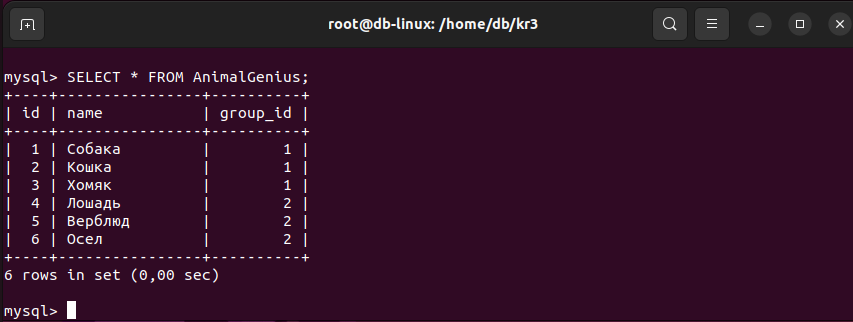 root@db-linux: /home/db/kr3
mysql> SELECT * FROM AnimalGenius;
+----+----------------+----------+
| id | name           | group_id |
+----+----------------+----------+
|  1 | Собака         |        1 |
|  2 | Кошка          |        1 |
|  3 | Хомяк          |        1 |
|  4 | Лошадь         |        2 |
|  5 | Верблюд        |        2 |
|  6 | Осел           |        2 |
+----+----------------+----------+
6 rows in set (0,00 sec)
mysql>